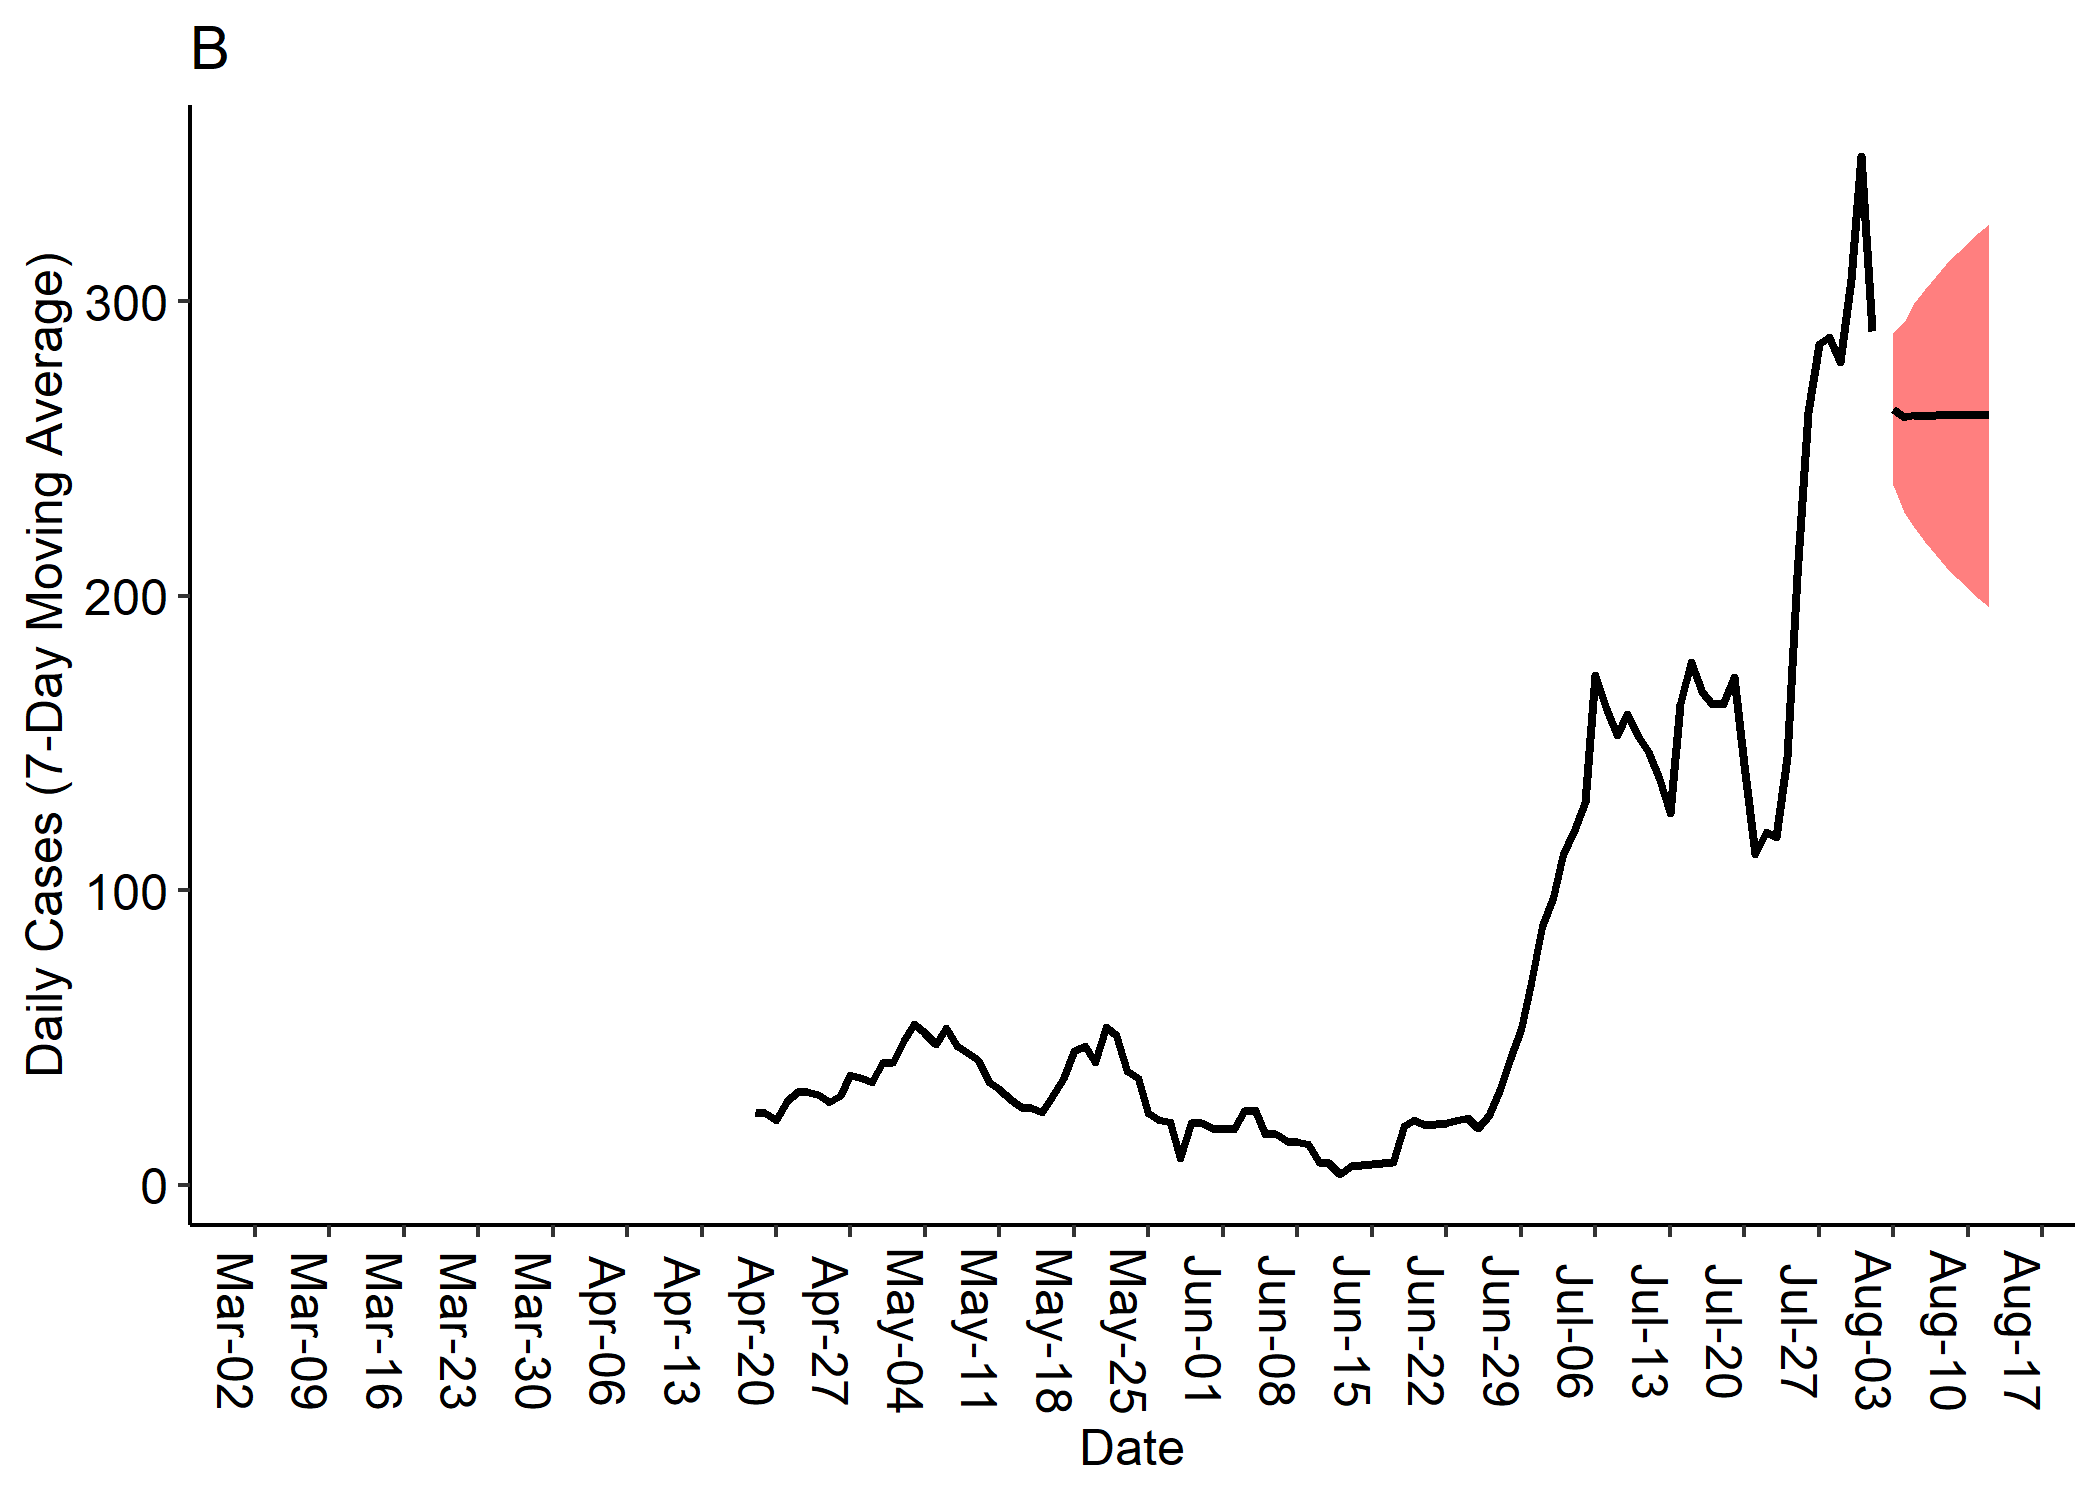 B
Daily Cases (7-Day Moving Average)
300
200
100
0
Mar-02
Mar-09
Mar-16
Mar-23
Mar-30
Apr-06
Apr-13
Apr-20
Apr-27
May-04
May-11
May-18
May-25
Jun-01
Jun-08
Jun-15
Jun-22
Jun-29
Jul-06
Jul-13
Jul-20
Jul-27
Aug-03
Aug-10
Aug-17
Date